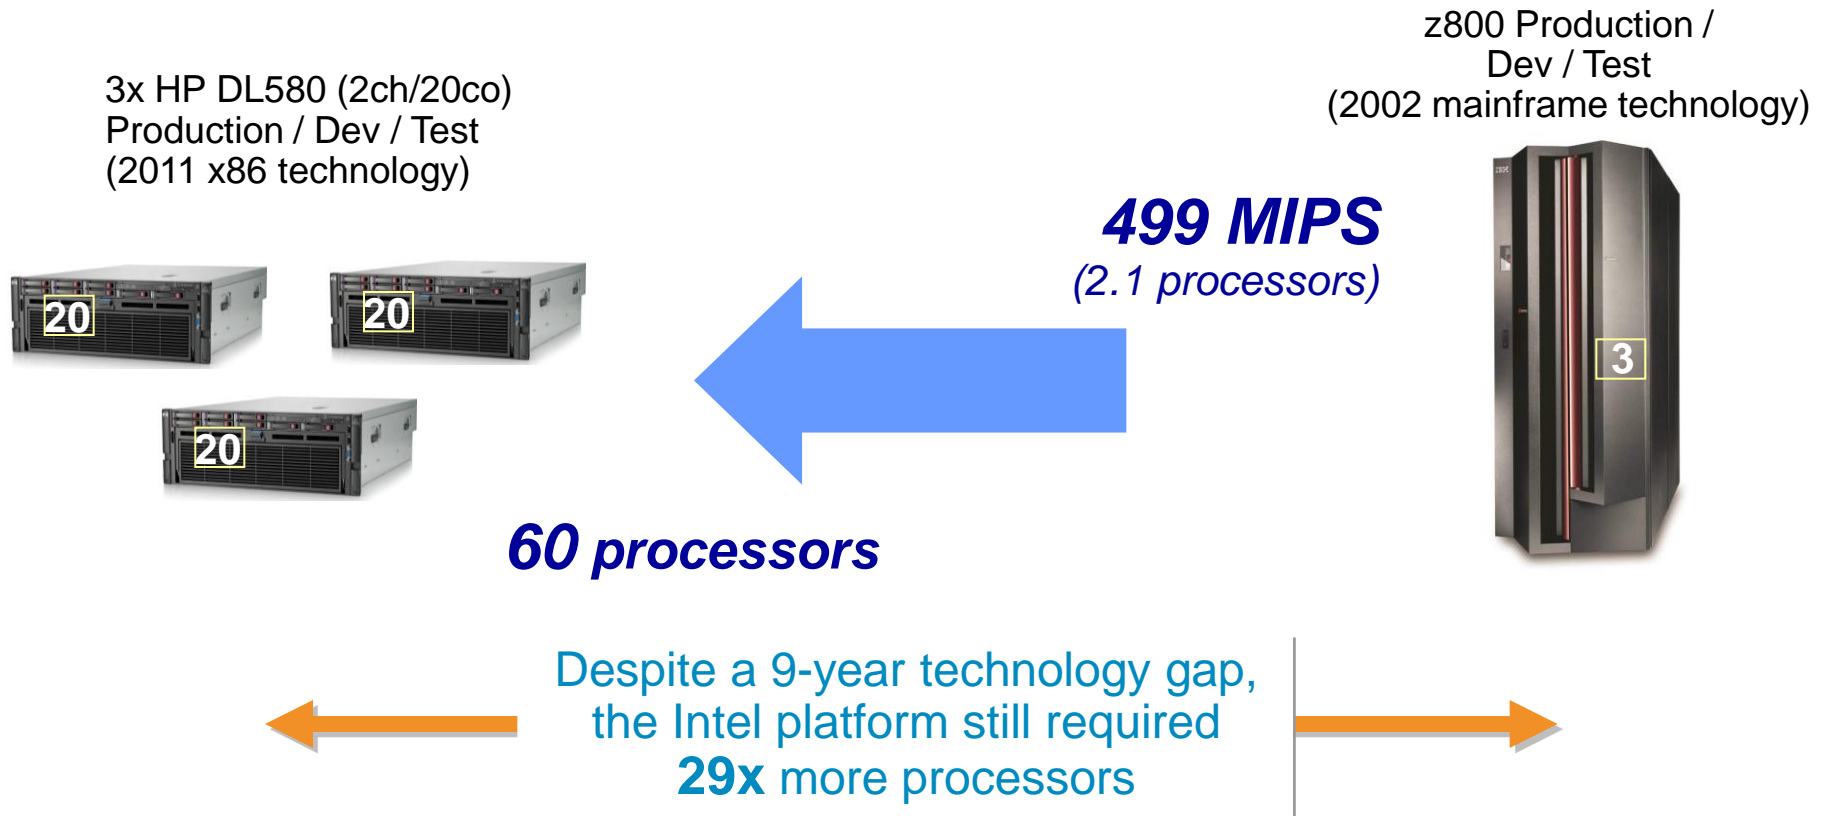 z800 Production /
Dev / Test
(2002 mainframe technology)
3x HP DL580 (2ch/20co)
Production / Dev / Test
(2011 x86 technology)
499 MIPS
(2.1 processors)
20
20
20
3
60 processors
Despite a 9-year technology gap,
the Intel platform still required
29x more processors